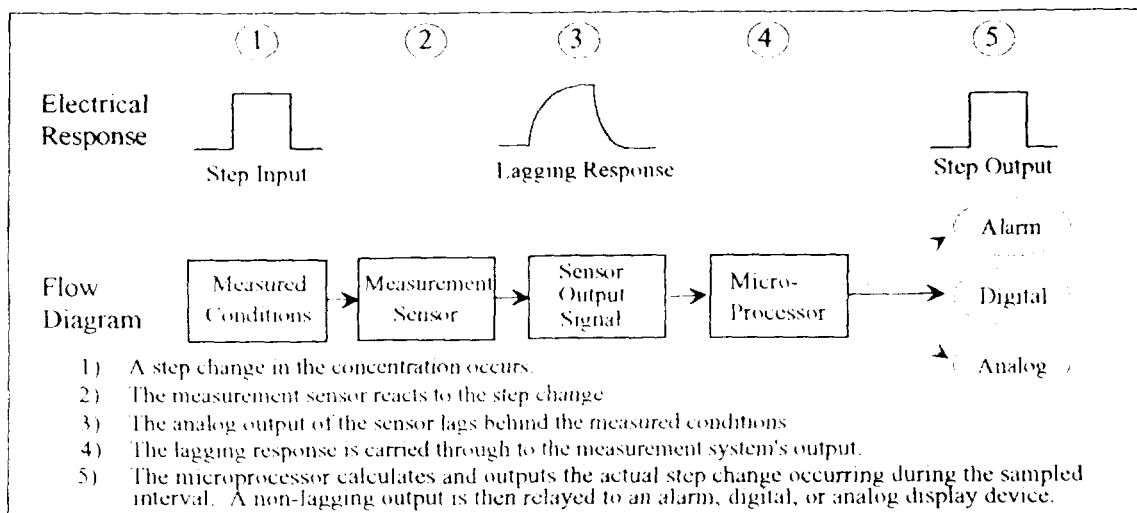 1 2 3 4 5
Electrical
Response
Step Input
Lagging Response
Step Output
Alarm
Flow
Diagram
Measured
Conditions
Measurement
Sensor
Sensor
Output
Signal
Micro-
Processor
Digital
Analog
1) A step change in the concentration occurs.
2) The measurement sensor reacts to the step change
3) The analog output of the sensor lags behind the measured conditions
4) The lagging response is carried through to the measurement system's output.
5) The microprocessor calculates and outputs the actual step change occurring during the sampled
interval. A non-lagging output is then relayed to an alarm, digital, or analog display device.